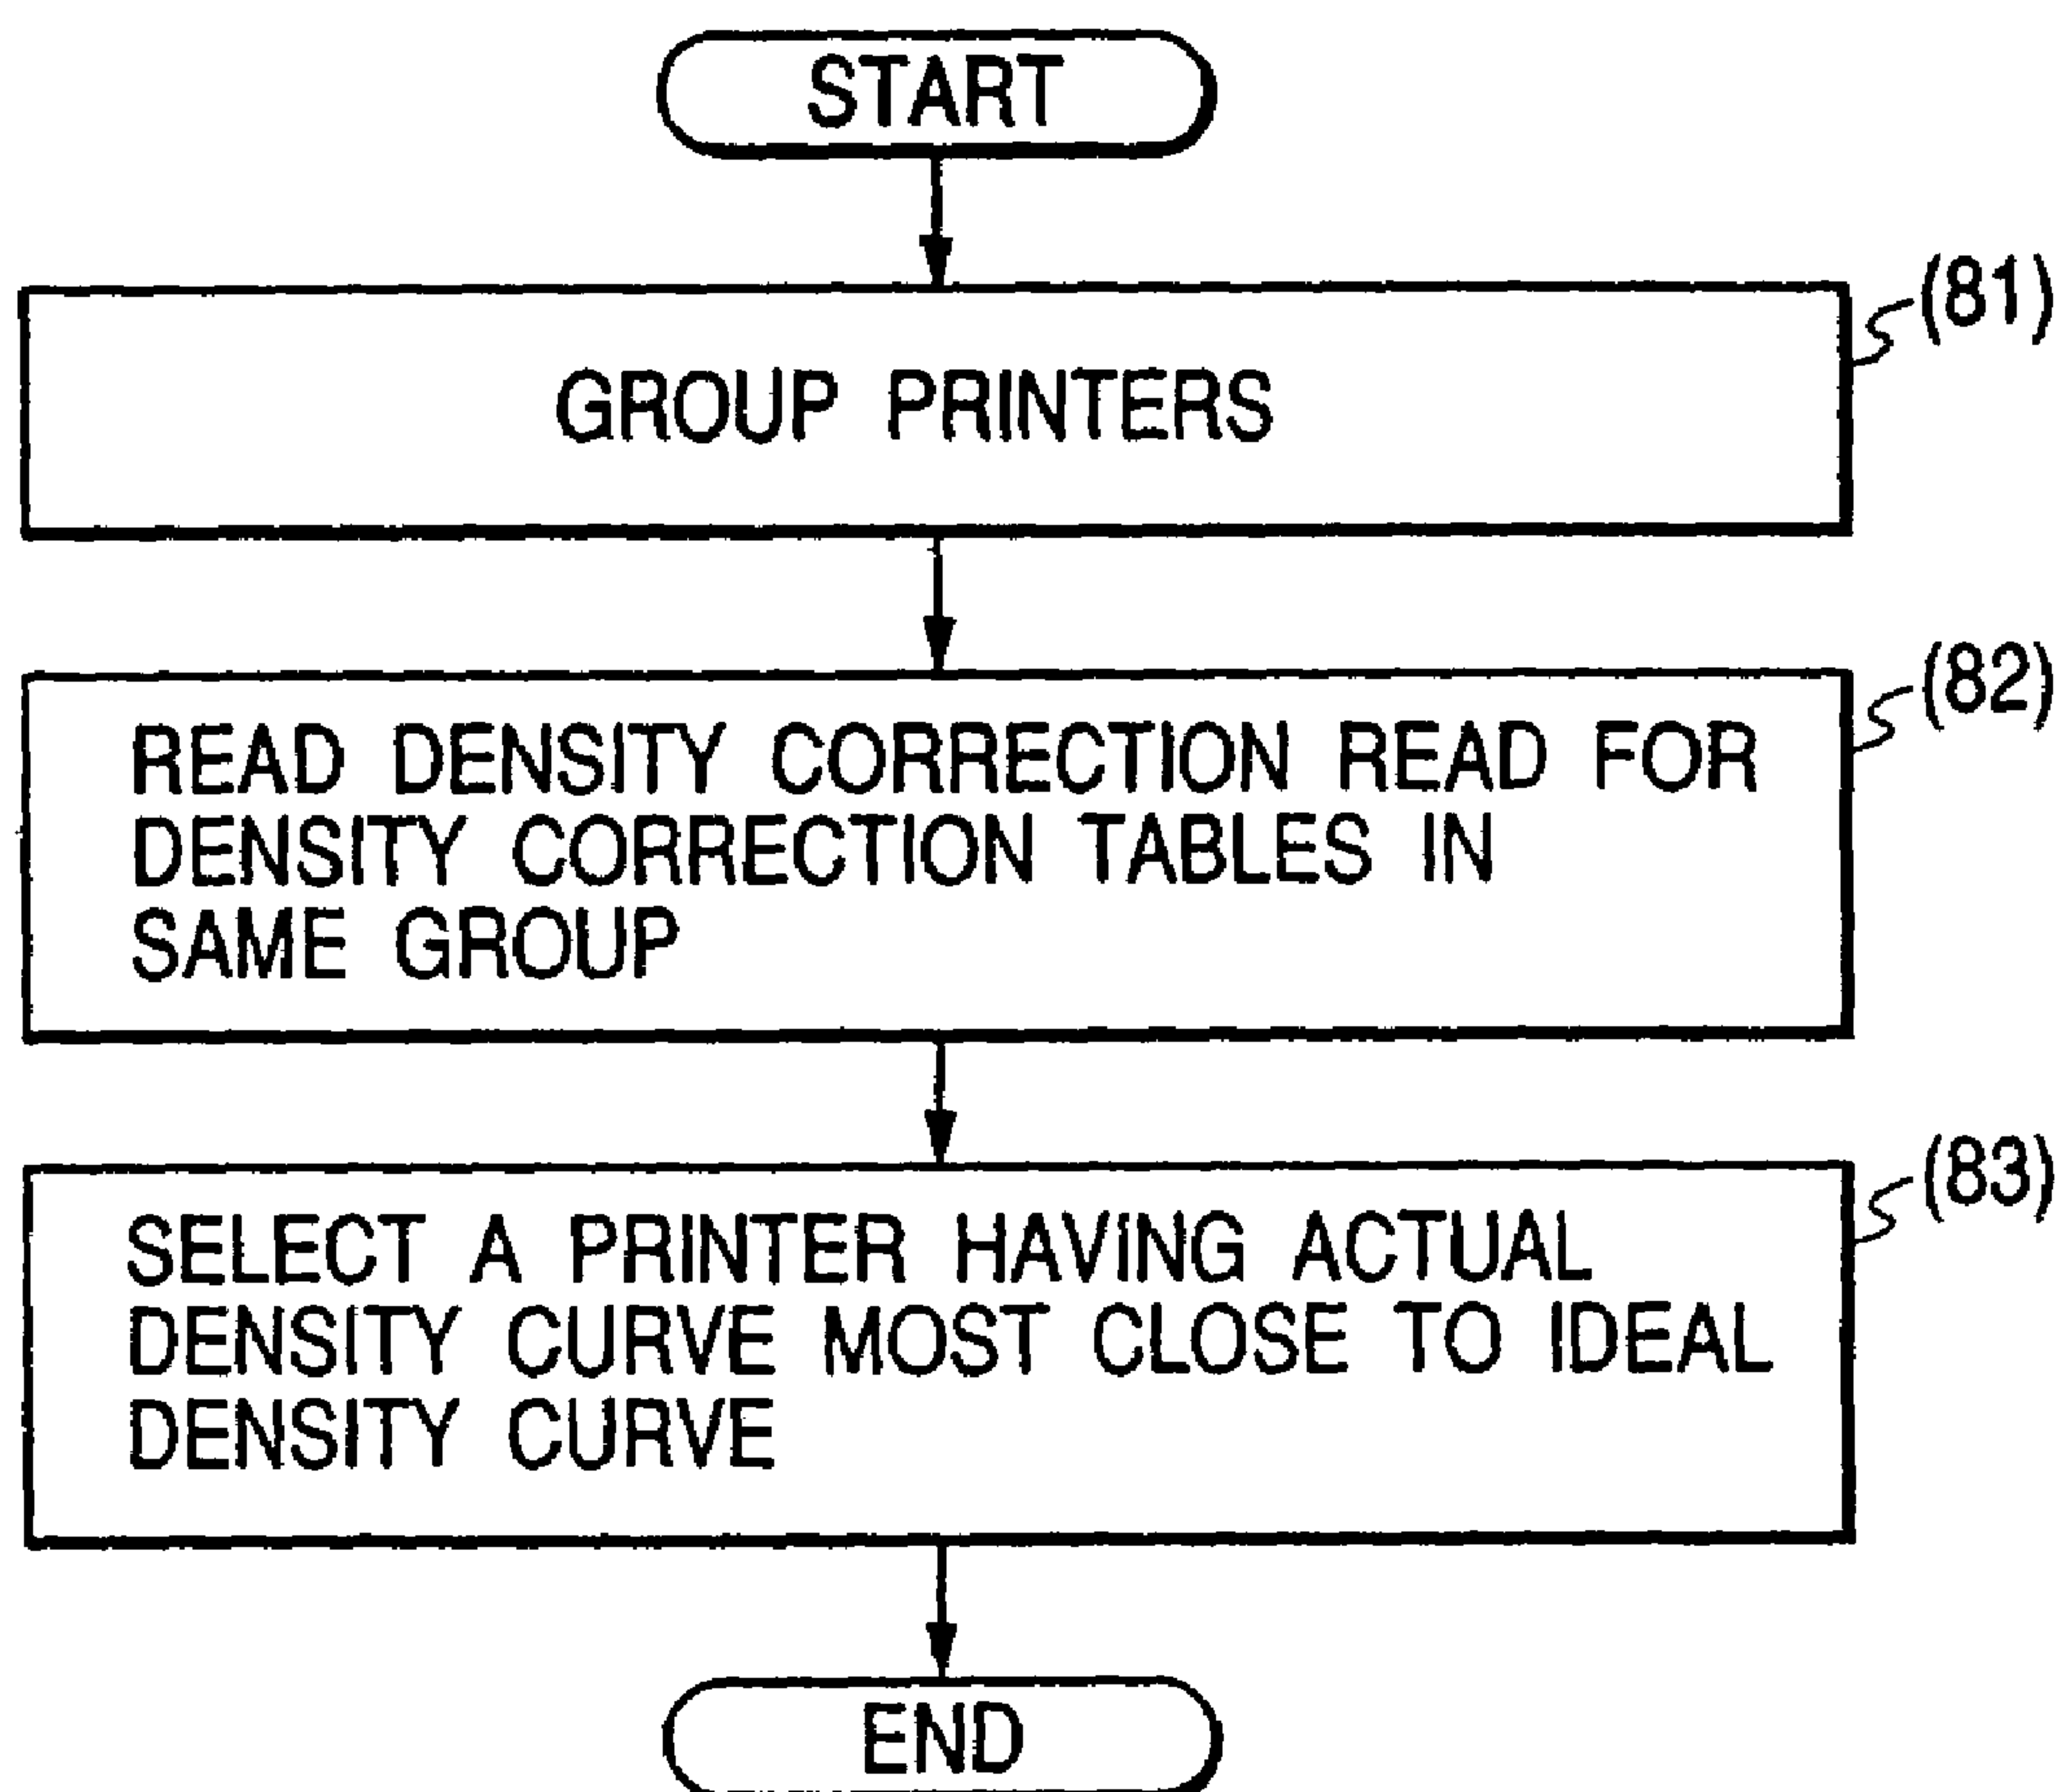 START
(81)
GROUP PRINTERS
(82)
READ DENSITY CORRECTION READ FOR
DENSITY CORRECTION TABLES IN
SAME GROUP
(83)
SELECT A PRINTER HAVING ACTUAL
DENSITY CURVE MOST CLOSE TO IDEAL
DENSITY CURVE
END